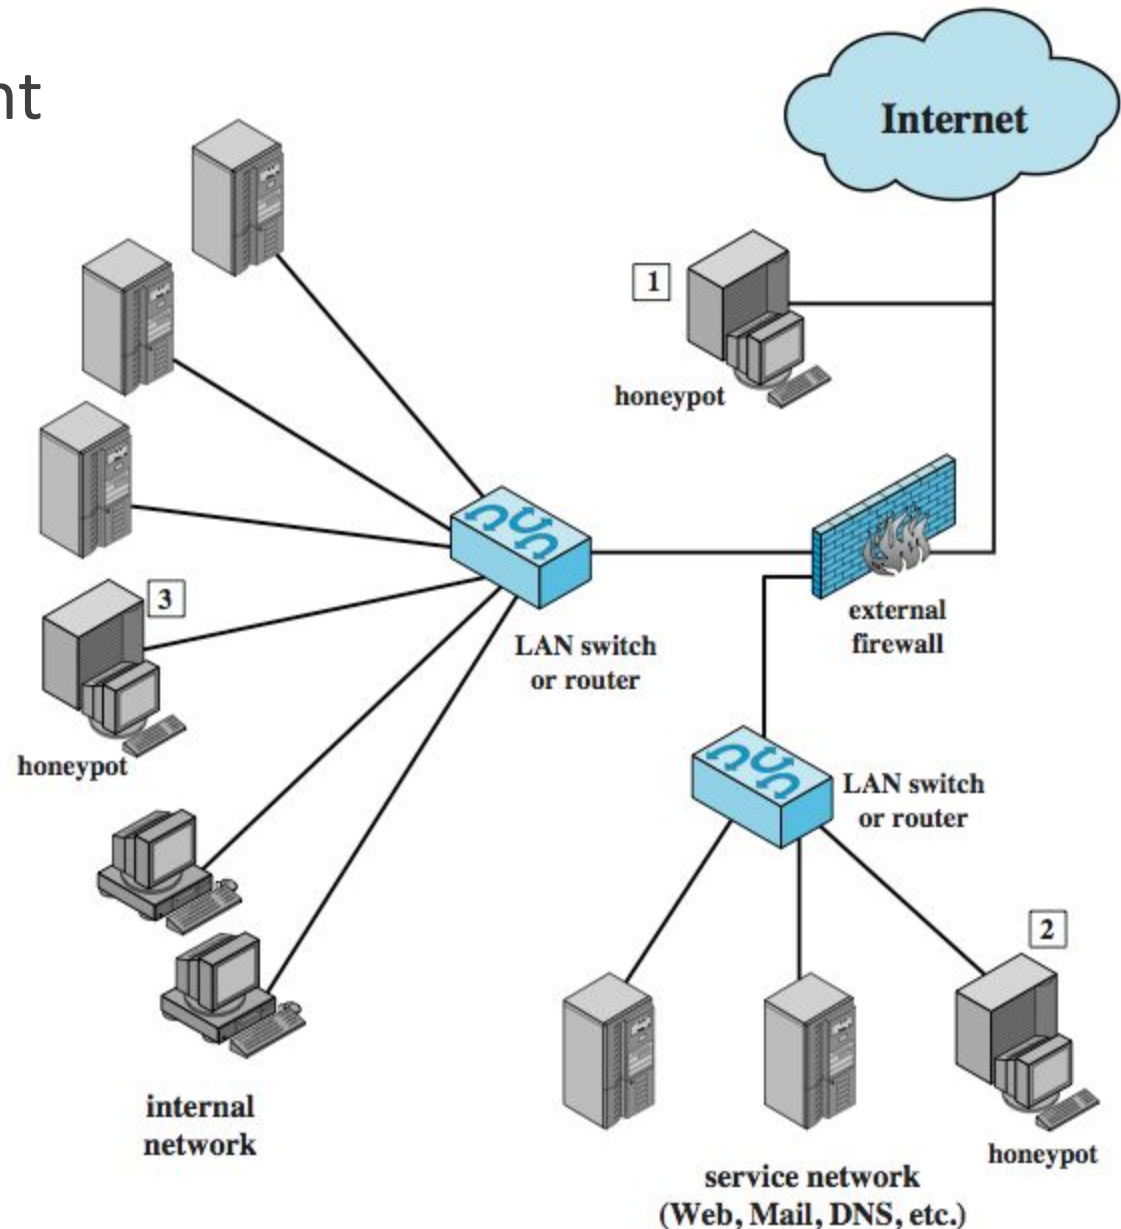 Internet
1
honeypot
external
firewall
3
LAN switch
or router
honeypot
LAN switch
or router
2
internal
network
honeypot
service network
(Web, Mail, DNS, etc.)